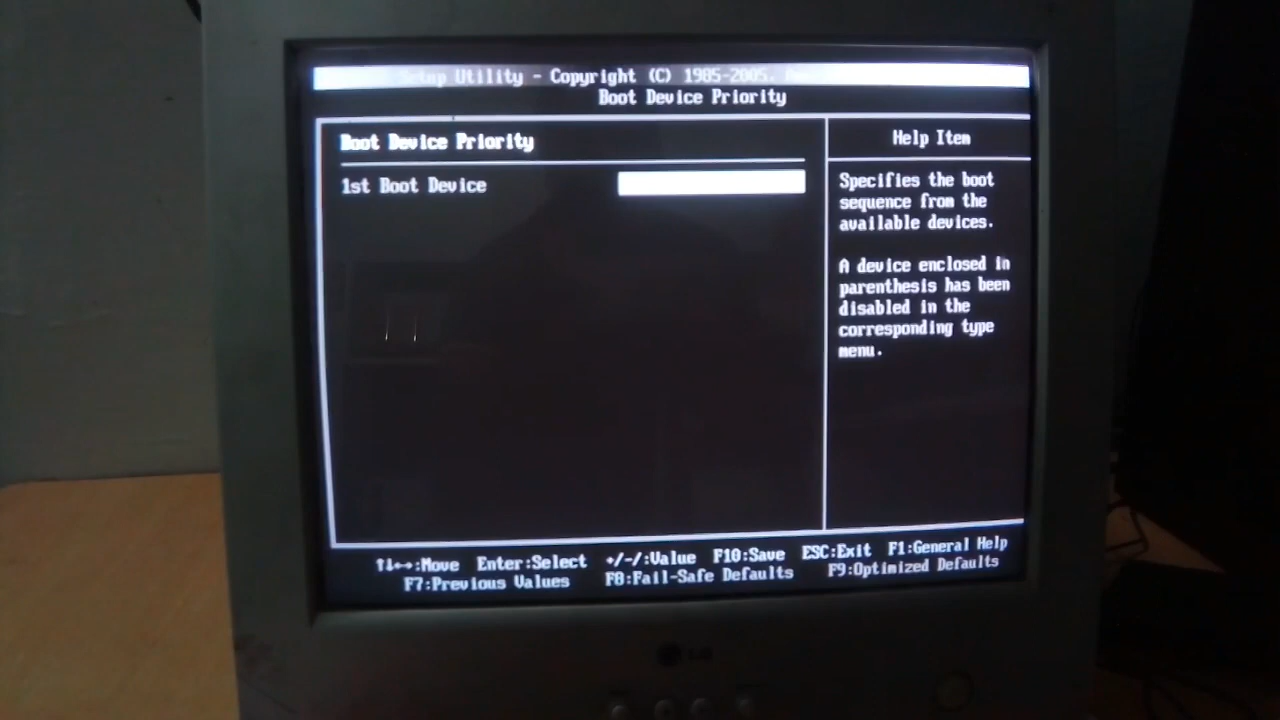 Setup Utility - Copyright (C) 1985-2005.
Boot Device Priority
Boot Device Priority
1st Boot Device
Help Item
Specifies the boot
sequence from the
available devices.
A device enclosed in
parenthesis has been
disabled in the
corresponding type
menu.
↑↓←→:Move Enter:Select +/-/:Value F10:Save ESC:Exit F1:General Help
F7:Previous Values F8:Fail-Safe Defaults F9:Optimized Defaults
LG